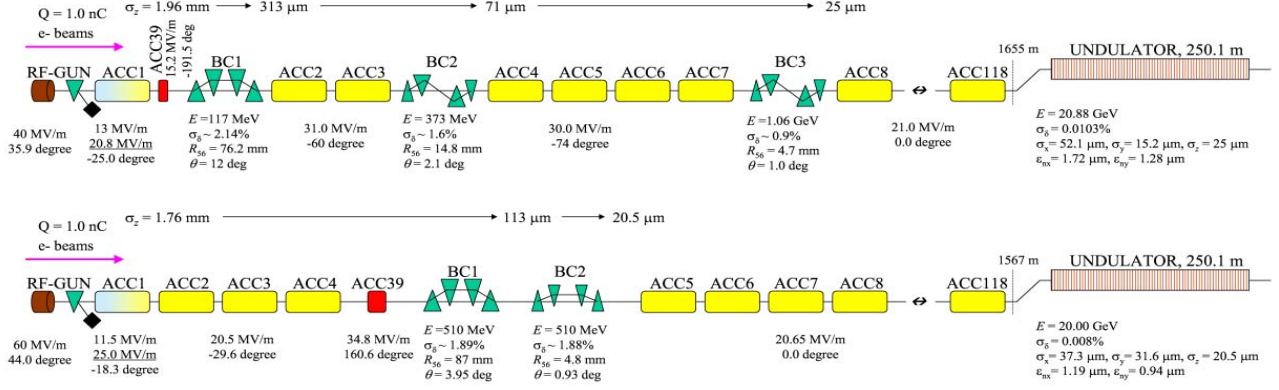 Q = 1.0 nC
σz = 1.96 mm
313 μm
71 μm
25 μm
e- beams
ACC39
15.2 MV/m
-191.5 deg
RF-GUN
ACC1
BC1
ACC2
ACC3
BC2
ACC4
ACC5
ACC6
ACC7
BC3
ACC8
ACC118
1655 m
UNDULATOR, 250.1 m
40 MV/m
35.9 degree
13 MV/m
20.8 MV/m
-25.0 degree
E =117 MeV
σδ ~ 2.14%
R56 = 76.2 mm
θ = 12 deg
31.0 MV/m
-60 degree
E =373 MeV
σδ ~ 1.6%
R56 = 14.8 mm
θ = 2.1 deg
30.0 MV/m
-74 degree
E =1.06 GeV
σδ ~ 0.9%
R56 = 4.7 mm
θ = 1.0 deg
21.0 MV/m
0.0 degree
E = 20.88 GeV
σδ = 0.0103%
σx= 52.1 μm, σy= 15.2 μm, σz = 25 μm
εnx= 1.72 μm, εny= 1.28 μm
Q = 1.0 nC
σz = 1.76 mm
113 μm
20.5 μm
e- beams
RF-GUN
ACC1
ACC2
ACC3
ACC4
ACC39
BC1
BC2
ACC5
ACC6
ACC7
ACC8
ACC118
1567 m
UNDULATOR, 250.1 m
60 MV/m
44.0 degree
11.5 MV/m
25.0 MV/m
-18.3 degree
20.5 MV/m
-29.6 degree
34.8 MV/m
160.6 degree
E =510 MeV
σδ ~ 1.89%
R56 = 87 mm
θ = 3.95 deg
E =510 MeV
σδ ~ 1.88%
R56 = 4.8 mm
θ = 0.93 deg
20.65 MV/m
0.0 degree
E = 20.00 GeV
σδ = 0.008%
σx= 37.3 μm, σy= 31.6 μm, σz = 20.5 μm
εnx= 1.19 μm, εny= 0.94 μm